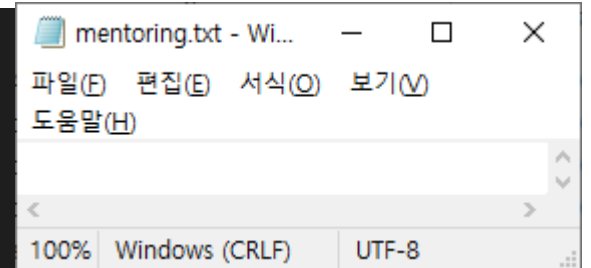 mentoring.txt - Wi...
파일(F) 편집(E) 서식(O) 보기(V)
도움말(H)
100% Windows (CRLF) UTF-8